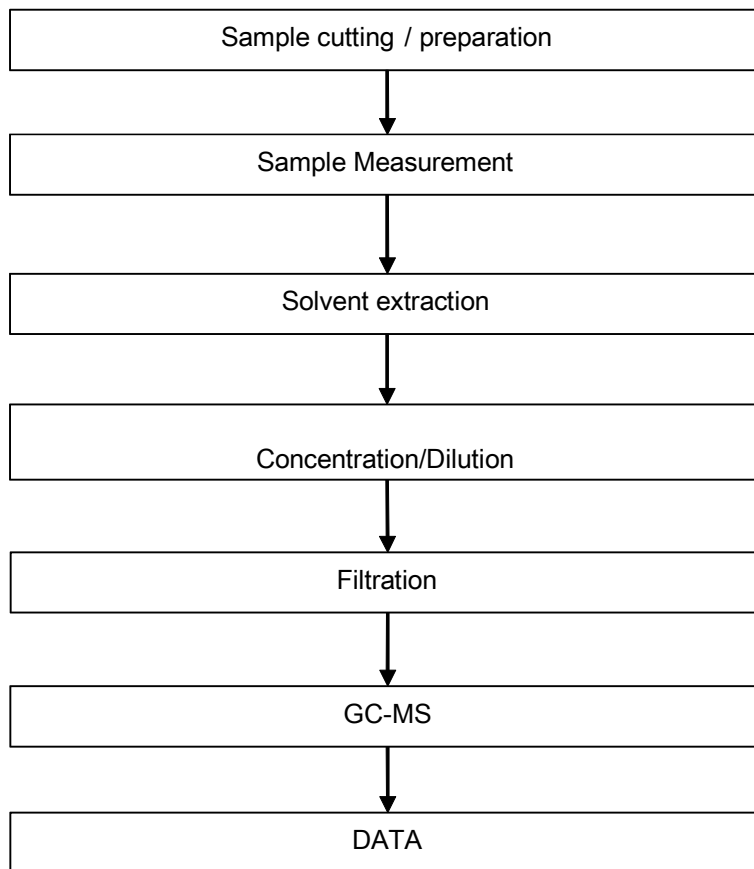 Sample cutting / preparation
Sample Measurement
Solvent extraction
Concentration/Dilution
Filtration
GC-MS
DATA